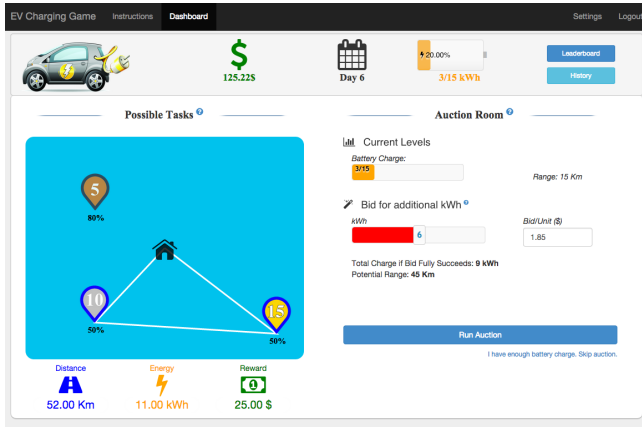 EV Charging Game Instructions Dashboard Settings Logout
125.22$
Day 6
20.00%
3/15 kWh
Leaderboard
History
Possible Tasks ?
5
80%
10
50%
15
50%
Distance Energy Reward
1
52.00 Km 11.00 kWh 25.00 $
Auction Room ?
Current Levels
Battery Charge:
3/15
Range: 15 Km
Bid for additional kWh ?
kWh Bid/Unit ($)
6 1.85
Total Charge if Bid Fully Succeeds: 9 kWh
Potential Range: 45 Km
Run Auction
I have enough battery charge. Skip auction.